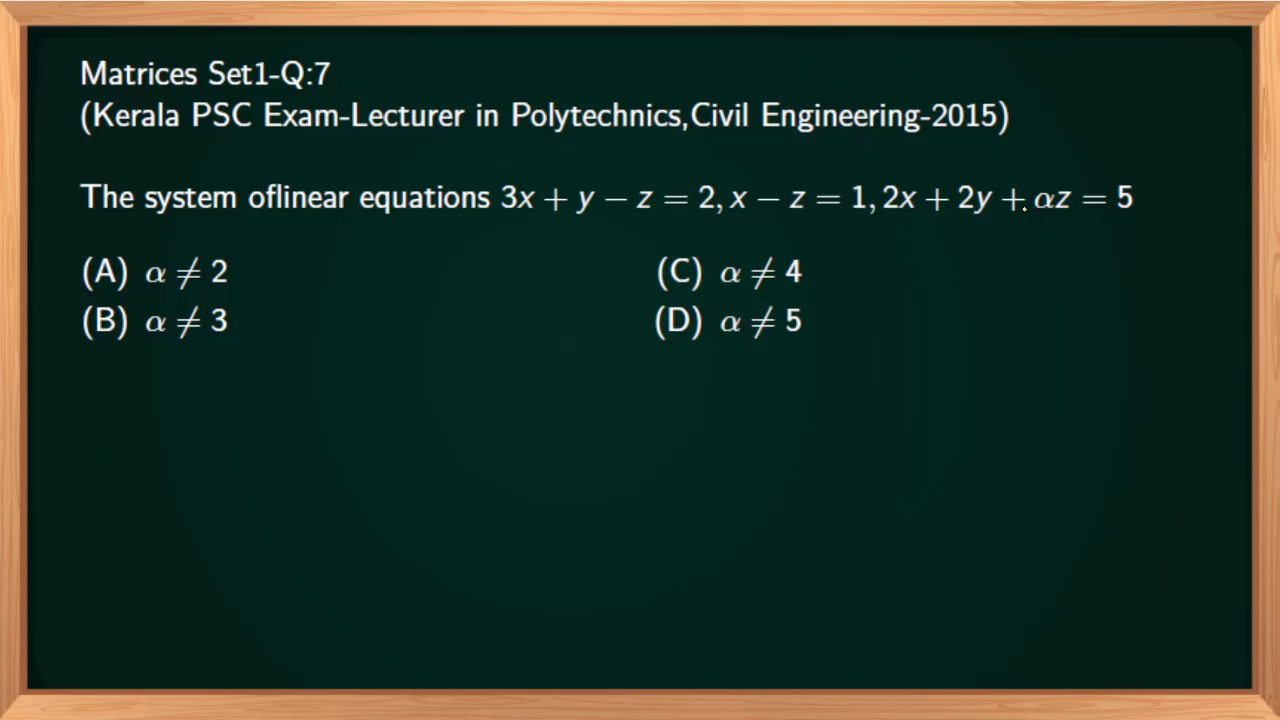 Matrices Set1-Q:7
(Kerala PSC Exam-Lecturer in Polytechnics,Civil Engineering-2015)
The system oflinear equations 3x + y − z = 2, x − z = 1, 2x + 2y + αz = 5
(A) α ≠ 2
(B) α ≠ 3
(C) α ≠ 4
(D) α ≠ 5